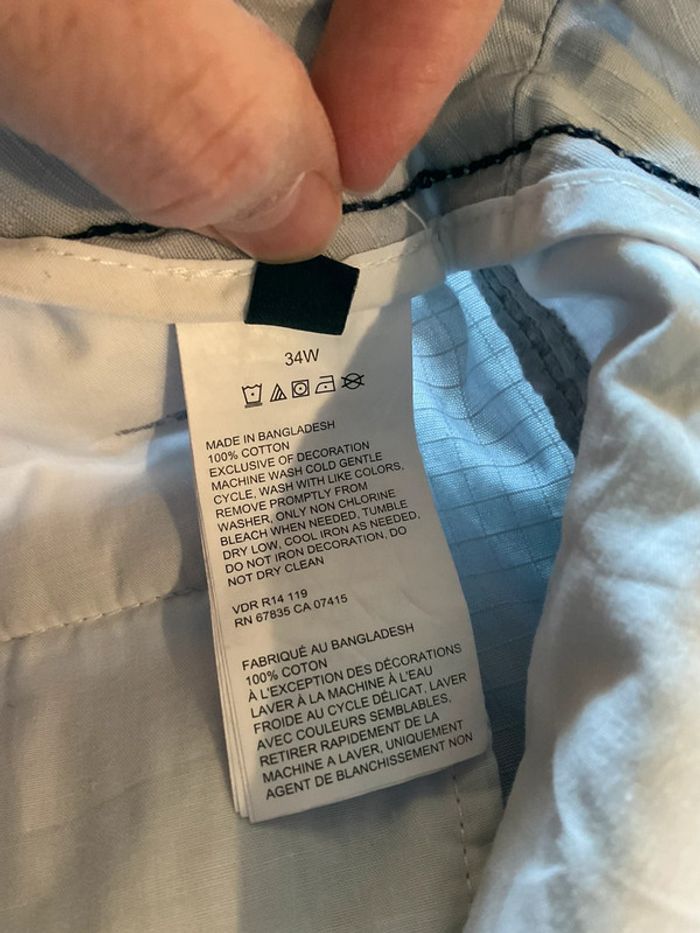 34W
MADE IN BANGLADESH
100% COTTON
EXCLUSIVE OF DECORATION
MACHINE WASH COLD GENTLE
CYCLE, WASH WITH LIKE COLORS,
REMOVE PROMPTLY FROM
WASHER, ONLY NON CHLORINE
BLEACH WHEN NEEDED, TUMBLE
DRY LOW, COOL IRON AS NEEDED,
DO NOT IRON DECORATION, DO
NOT DRY CLEAN
VDR R14 119
RN 67835 CA 07415
FABRIQUÉ AU BANGLADESH
100% COTON
À L'EXCEPTION DES DÉCORATIONS
LAVER À LA MACHINE À L'EAU
FROIDE AU CYCLE DÉLICAT, LAVER
AVEC COULEURS SEMBLABLES,
RETIRER RAPIDEMENT DE LA
MACHINE A LAVER, UNIQUEMENT
AGENT DE BLANCHISSEMENT NON